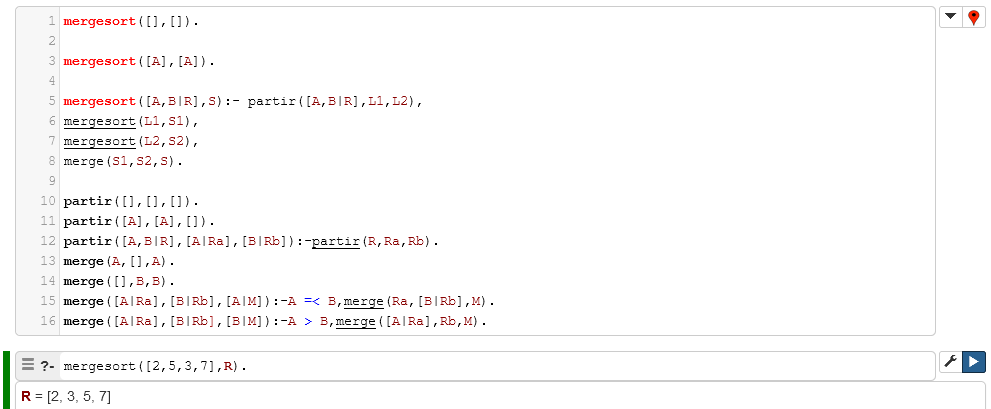 1 mergesort([],[]).
2
3 mergesort([A],[A]).
4
5 mergesort([A,B|R],S):- partir([A,B|R],L1,L2),
6 mergesort(L1,S1),
7 mergesort(L2,S2),
8 merge(S1,S2,S).
9
10 partir([],[],[]).
11 partir([A],[A],[]).
12 partir([A,B|R],[A|Ra],[B|Rb]):-partir(R,Ra,Rb).
13 merge(A,[],A).
14 merge([],B,B).
15 merge([A|Ra],[B|Rb],[A|M]):-A =< B,merge(Ra,[B|Rb],M).
16 merge([A|Ra],[B|Rb],[B|M]):-A > B,merge([A|Ra],Rb,M).
?- mergesort([2,5,3,7],R).
R = [2, 3, 5, 7]